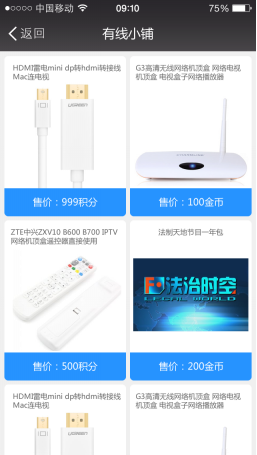 中国移动
09:10
75%
返回
有线小铺
HDMI雷电mini dp转hdmi转接线
Mac连电视
UGREEN
售价：999积分
G3高清无线网络机顶盒 网络电视
机顶盒 电视盒子网络播放器
售价：100金币
ZTE中兴ZXV10 B600 B700 IPTV
网络机顶盒遥控器直接使用
售价：500积分
法制天地节目一年包
法治时空
LEGAL WORLD
售价：200金币
HDMI雷电mini dp转hdmi转接线
Mac连电视
UGREEN
G3高清无线网络机顶盒 网络电视
机顶盒 电视盒子网络播放器